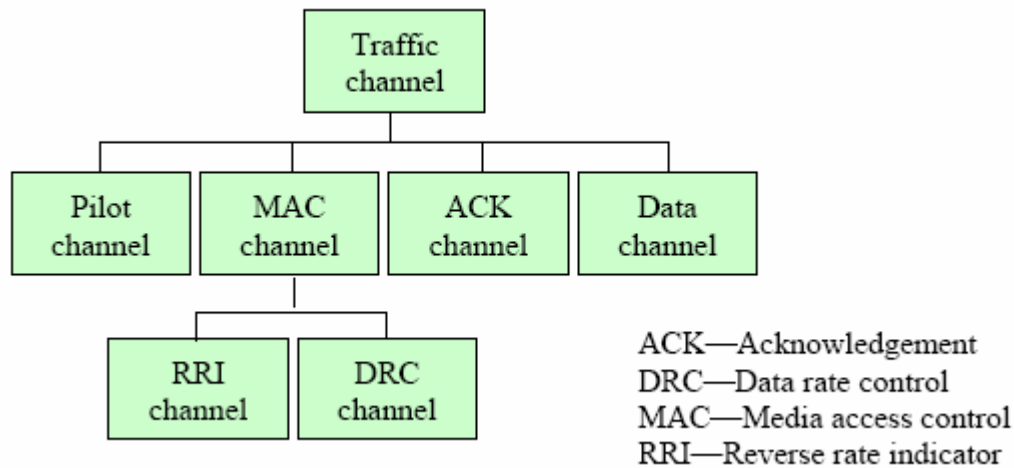 Traffic
channel
Pilot
channel
MAC
channel
ACK
channel
Data
channel
RRI
channel
DRC
channel
ACK—Acknowledgement
DRC—Data rate control
MAC—Media access control
RRI—Reverse rate indicator